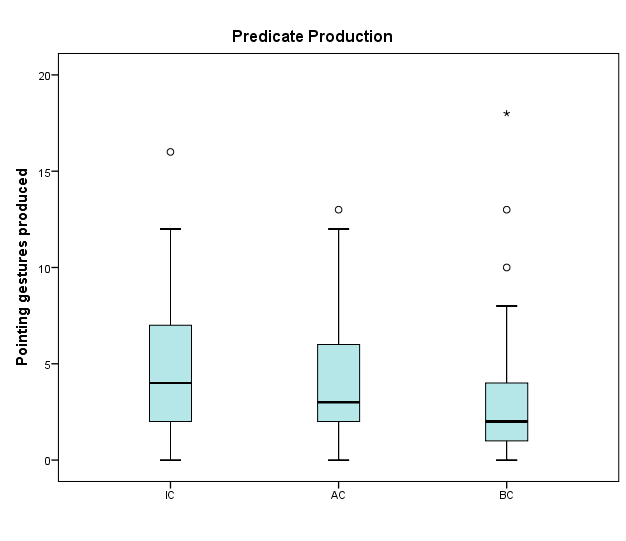 Predicate Production
Pointing gestures produced
20
15
10
5
0
*
IC
AC
BC